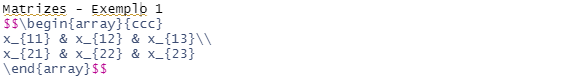 Matrizes - Exemplo 1
$$\begin{array}{ccc}
x_{11} & x_{12} & x_{13}\\
x_{21} & x_{22} & x_{23}
\end{array}$$